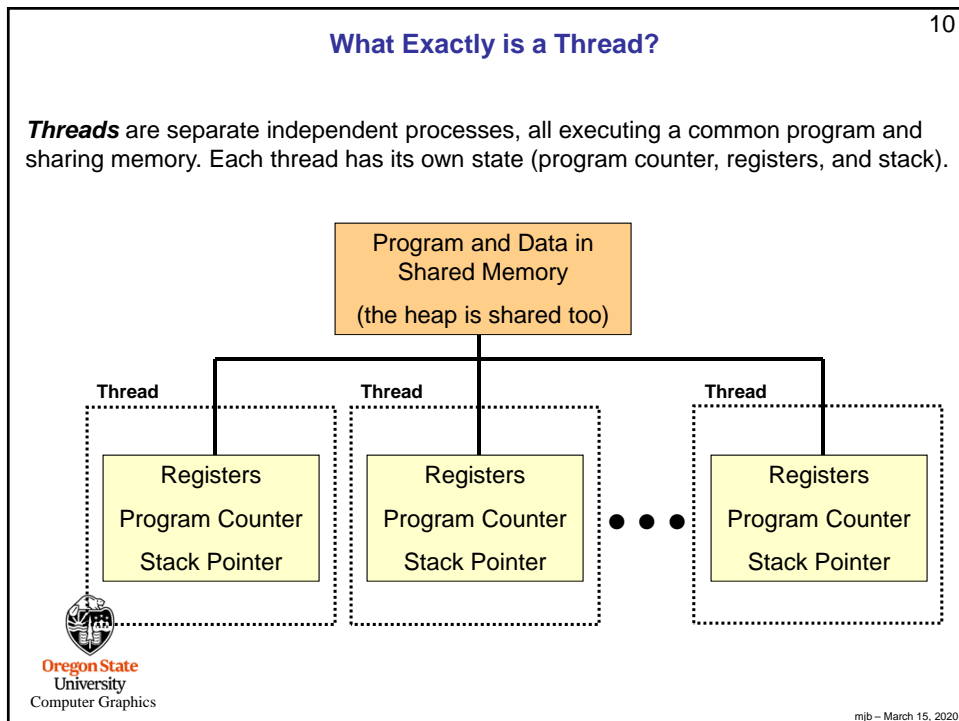 10
What Exactly is a Thread?
Threads are separate independent processes, all executing a common program and
sharing memory. Each thread has its own state (program counter, registers, and stack).
Program and Data in
Shared Memory
(the heap is shared too)
Thread
Thread
Thread
Registers
Program Counter
Stack Pointer
Registers
Program Counter
Stack Pointer
Registers
Program Counter
Stack Pointer
Oregon State
University
Computer Graphics
mjb – March 15, 2020